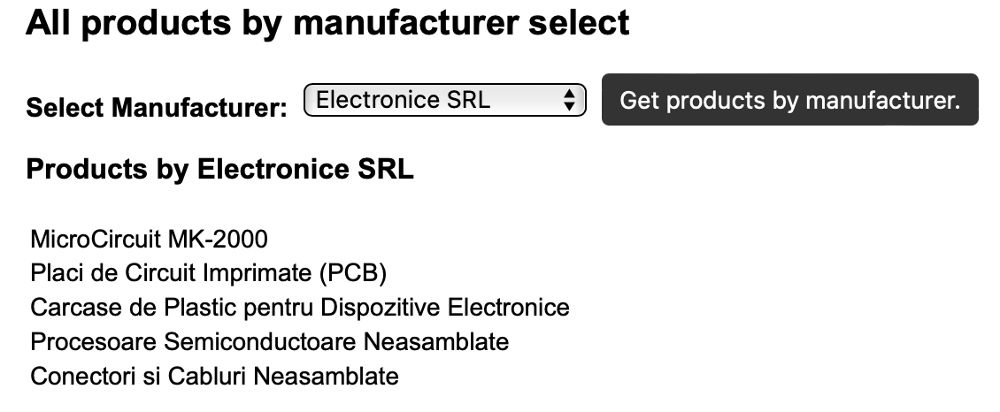 All products by manufacturer select
Select Manufacturer: Electronice SRL Get products by manufacturer.
Products by Electronice SRL
MicroCircuit MK-2000
Placi de Circuit Imprimate (PCB)
Carcase de Plastic pentru Dispozitive Electronice
Procesoare Semiconductoare Neasamblate
Conectori si Cabluri Neasamblate